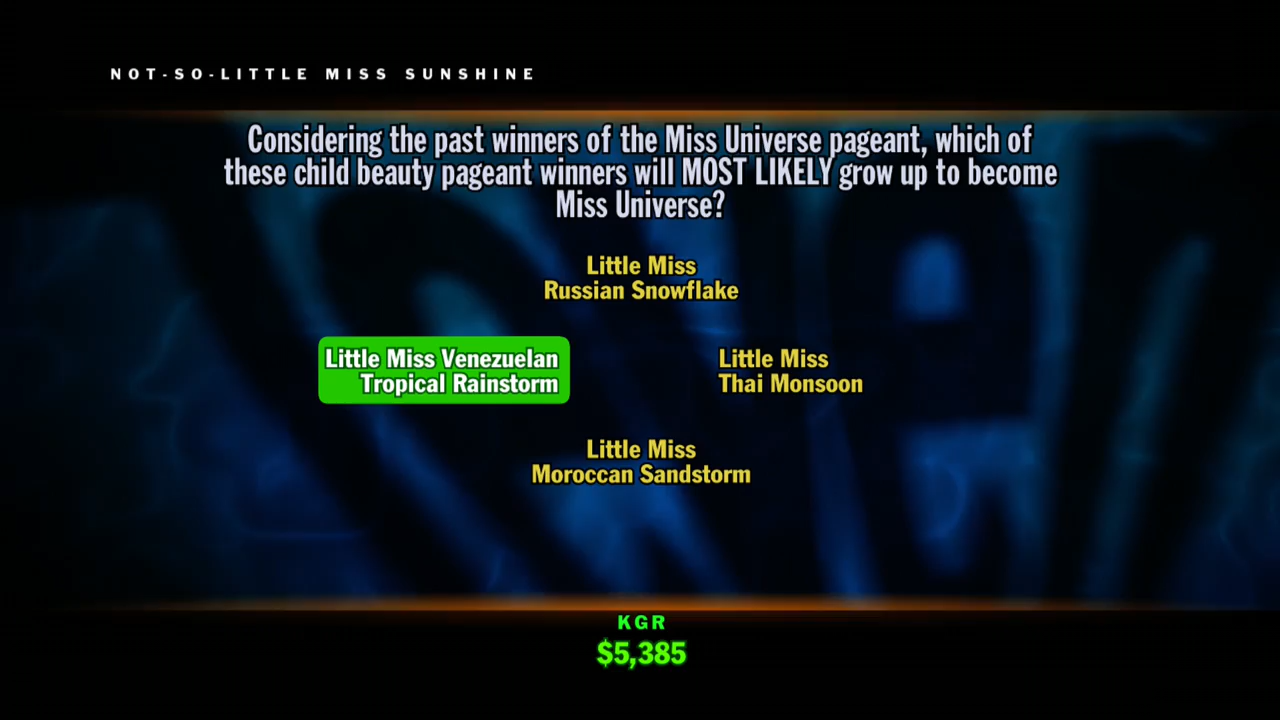 NOT-SO-LITTLE MISS SUNSHINE
Considering the past winners of the Miss Universe pageant, which of
these child beauty pageant winners will MOST LIKELY grow up to become
Miss Universe?
Little Miss
Russian Snowflake
Little Miss Venezuelan
Tropical Rainstorm
Little Miss
Thai Monsoon
Little Miss
Moroccan Sandstorm
KGR
$5,385